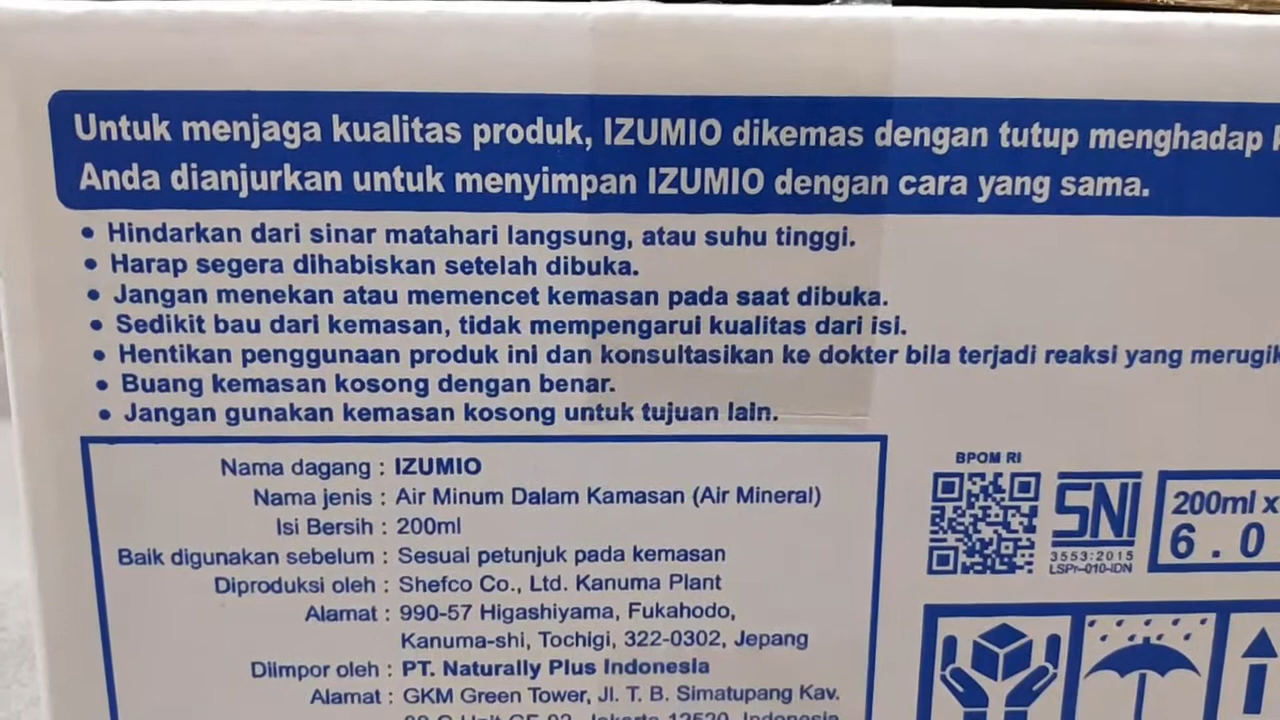 Untuk menjaga kualitas produk, IZUMIO dikemas dengan tutup menghadap
Anda dianjurkan untuk menyimpan IZUMIO dengan cara yang sama.
• Hindarkan dari sinar matahari langsung, atau suhu tinggi.
• Harap segera dihabiskan setelah dibuka.
• Jangan menekan atau memencet kemasan pada saat dibuka.
• Sedikit bau dari kemasan, tidak mempengarui kualitas dari isi.
• Hentikan penggunaan produk ini dan konsultasikan ke dokter bila terjadi reaksi yang
• Buang kemasan kosong dengan benar.
• Jangan gunakan kemasan kosong untuk tujuan lain.
Nama dagang : IZUMIO
Nama jenis : Air Minum Dalam Kamasan (Air Mineral)
Isi Bersih : 200ml
Baik digunakan sebelum : Sesuai petunjuk pada kemasan
Diproduksi oleh : Shefco Co., Ltd. Kanuma Plant
Alamat : 990-57 Higashiyama, Fukahodo,
Kanuma-shi, Tochigi, 322-0302, Jepang
Diimpor oleh : PT. Naturally Plus Indonesia
Alamat : GKM Green Tower, Jl. T. B. Simatupang Kav.
Jakarta 12520, Indonesia
BPOM RI
SNI
3553:2015
LSPr-010-IDN
200ml x
6.0